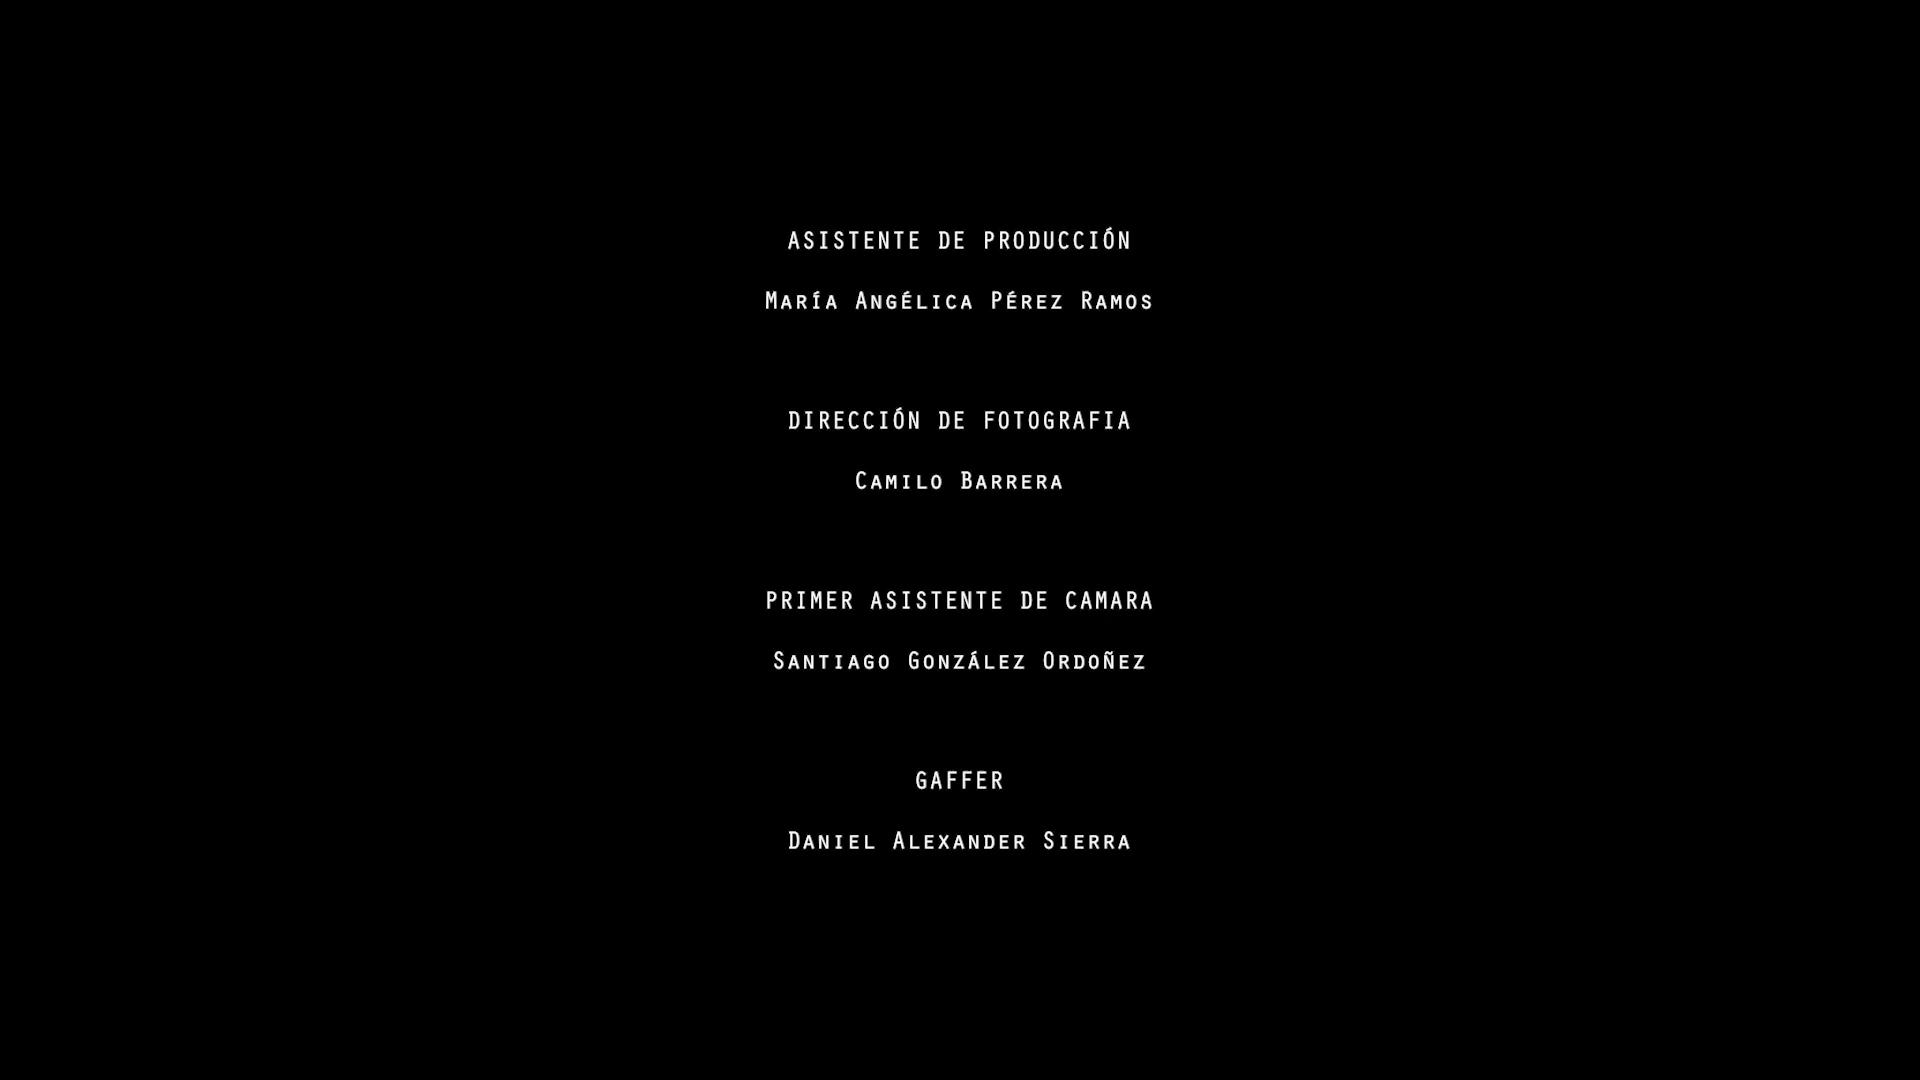 ASISTENTE DE PRODUCCIÓN
María Angélica Pérez Ramos
DIRECCIÓN DE FOTOGRAFIA
Camilo Barrera
PRIMER ASISTENTE DE CAMARA
Santiago González Ordoñez
GAFFER
Daniel Alexander Sierra